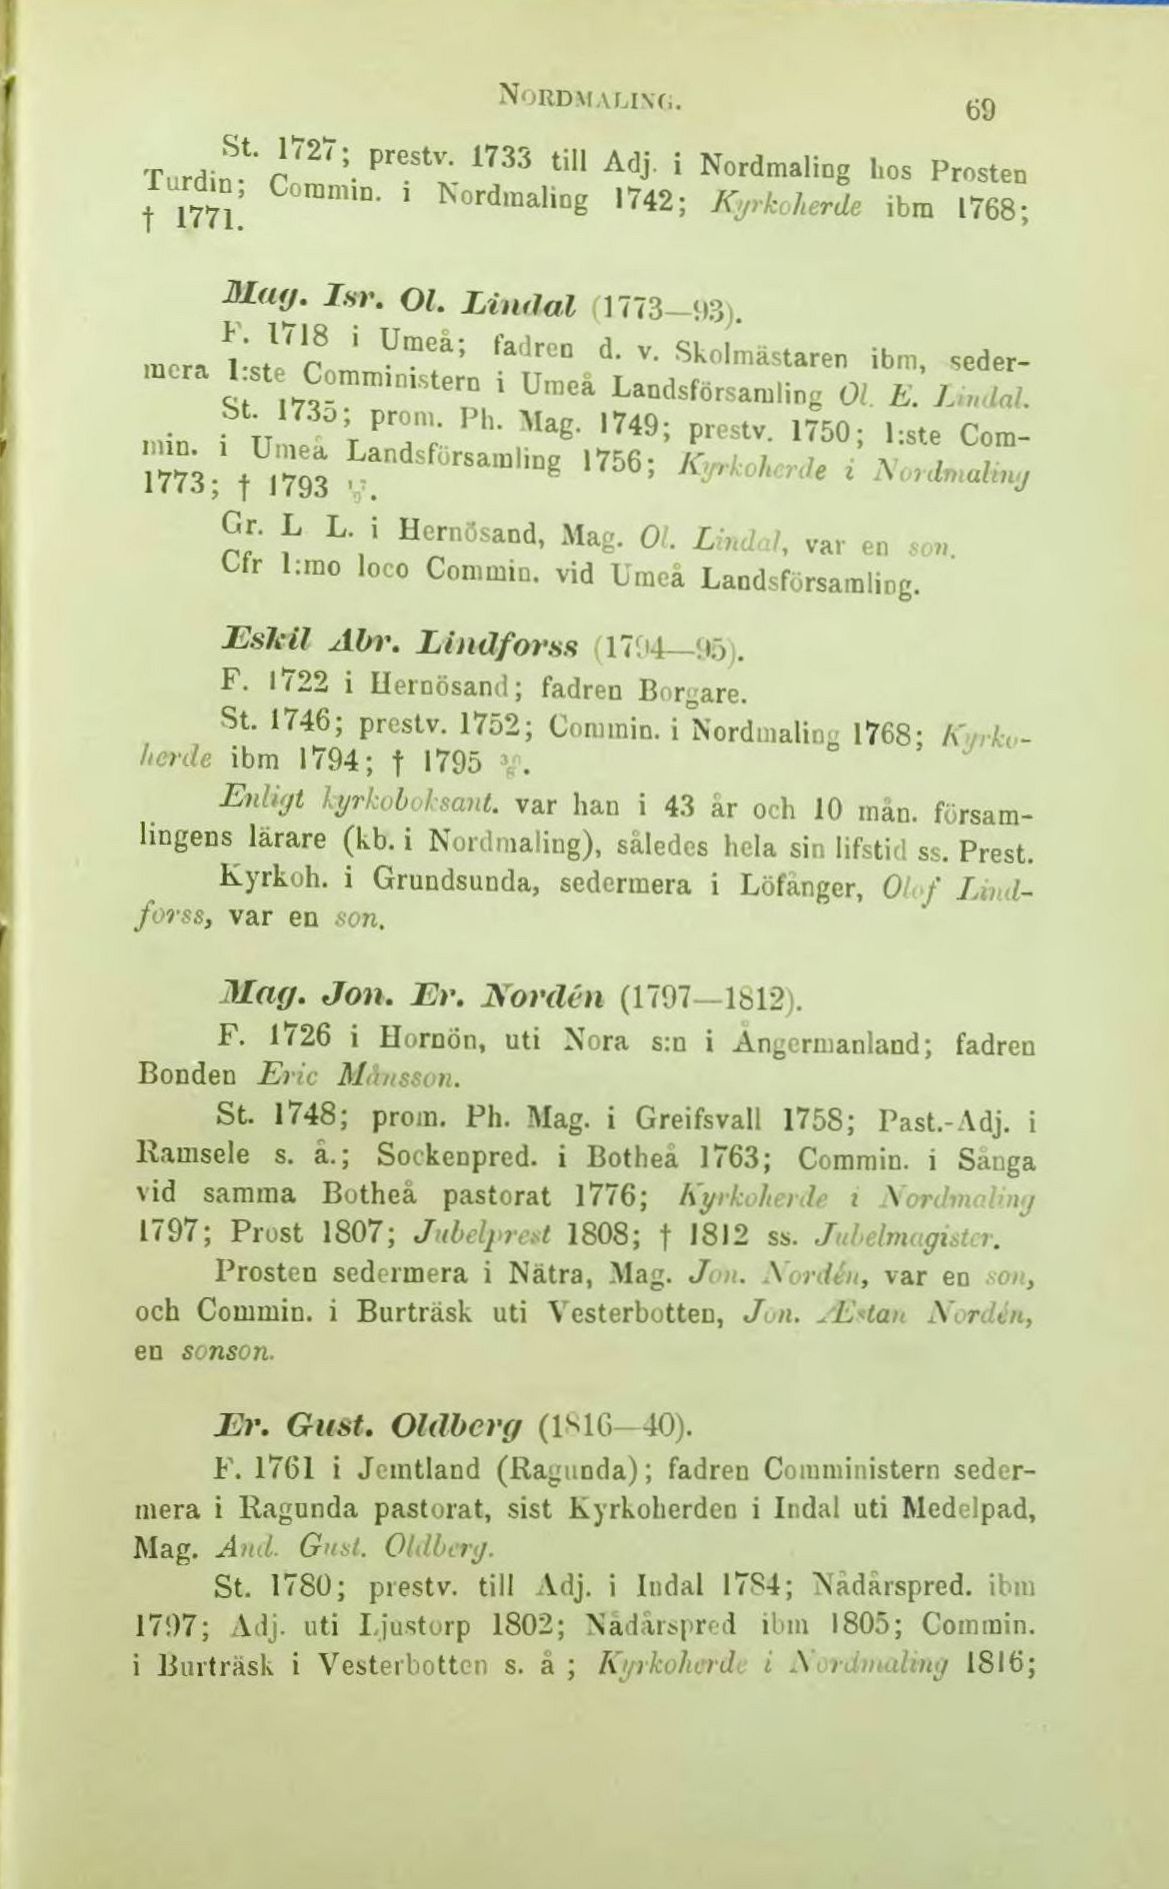 NORDMALING.
69
St. 1727; prestv. 1733 till Adj. i Nordmaling hos Prosten
Turdin; Commin. i Nordmaling 1742; Kyrkoherde ibm 1768;
† 1771.
Mag. Isr. Ol. Lindal (1773—93).
F. 1718 i Umeå; fadren d. v. Skolmästaren ibm, seder-
mera 1:ste Comministern i Umeå Landsförsamling Ol. E. Lindal.
St. 1735; prom. Ph. Mag. 1749; prestv. 1750; 1:ste Com-
min. i Umeå Landsförsamling 1756; Kyrkoherde i Nordmaling
1773; † 1793
Gr. L L. i Hernösand, Mag. Ol. Lindal, var en son.
Cfr 1:mo loco Commin. vid Umeå Landsförsamling.
Eskil Abr. Lindforss (1794—95).
F. 1722 i Hernösand; fadren Borgare.
St. 1746; prestv. 1752; Commin. i Nordmaling 1768; Kyrko-
herde ibm 1794; † 1795
Enligt kyrkoboksant. var han i 43 år och 10 mån. försam-
lingens lärare (kb. i Nordmaling), således hela sin lifstid ss. Prest.
Kyrkoh. i Grundsunda, sedermera i Löfånger, Olof Lind-
forss, var en son.
Mag. Jon. Er. Nordén (1797—1812).
F. 1726 i Hornön, uti Nora s:n i Ångermanland; fadren
Bonden Eric Månsson.
St. 1748; prom. Ph. Mag. i Greifsvall 1758; Past.-Adj. i
Ramsele s. å.; Sockenpred. i Botheå 1763; Commin. i Sånga
vid samma Botheå pastorat 1776; Kyrkoherde i Nordmaling
1797; Prost 1807; Jubelprest 1808; † 1812 ss. Jubelmagister.
Prosten sedermera i Nätra, Mag. Jon. Nordén, var en son,
och Commin. i Burträsk uti Vesterbotten, Jon. Æstan Nordén,
en sonson.
Er. Gust. Oldberg (1816—40).
F. 1761 i Jemtland (Ragunda); fadren Comministern seder-
mera i Ragunda pastorat, sist Kyrkoherden i Indal uti Medelpad,
Mag. And. Gust. Oldberg.
St. 1780; prestv. till Adj. i Indal 1784; Nådårspred. ibm
1797; Adj. uti Ljustorp 1802; Nådårspred ibm 1805; Commin.
i Burträsk i Vesterbotten s. å ; Kyrkoherde i Nordmaling 1816;